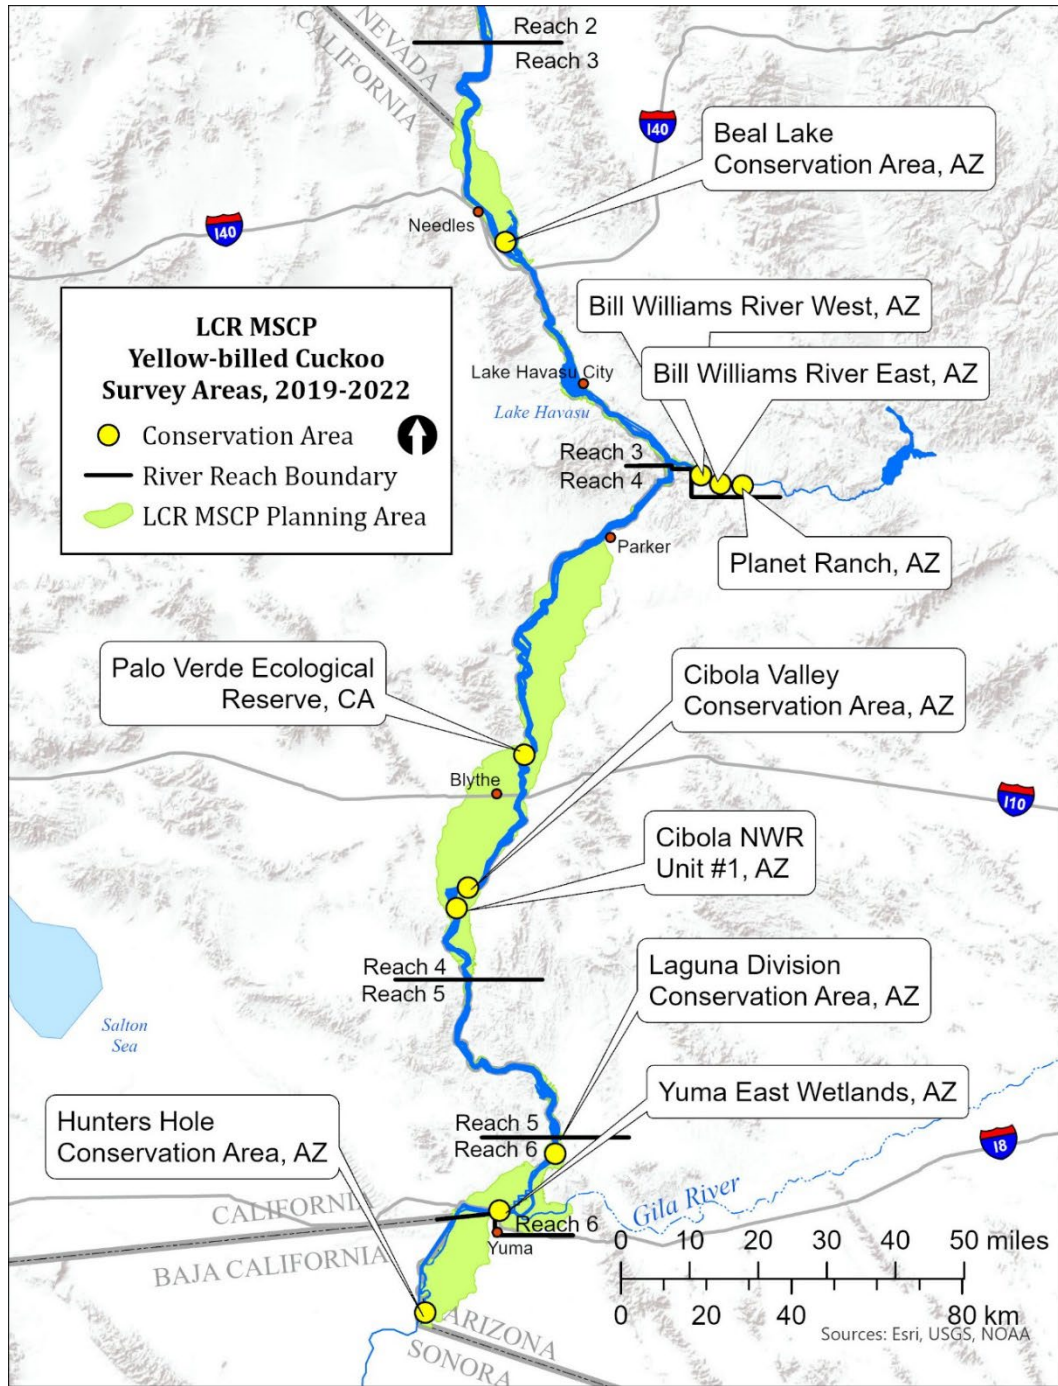 Reach 2
Reach 3
NEVADA
CALIFORNIA
I40
Beal Lake
Conservation Area, AZ
Needles
I40
LCR MSCP
Yellow-billed Cuckoo
Survey Areas, 2019-2022
Conservation Area
River Reach Boundary
LCR MSCP Planning Area
Bill Williams River West, AZ
Bill Williams River East, AZ
Lake Havasu City
Lake Havasu
Reach 3
Reach 4
Parker
Planet Ranch, AZ
Palo Verde Ecological
Reserve, CA
Cibola Valley
Conservation Area, AZ
Blythe
I10
Cibola NWR
Unit #1, AZ
Reach 4
Reach 5
Laguna Division
Conservation Area, AZ
Salton
Sea
Yuma East Wetlands, AZ
Hunters Hole
Conservation Area, AZ
Reach 5
Reach 6
I8
Gila River
CALIFORNIA
Reach 6
Yuma
BAJA CALIFORNIA
0 10 20 30 40 50 miles
0 20 40 80 km
Sources: Esri, USGS, NOAA
ARIZONA
SONORA